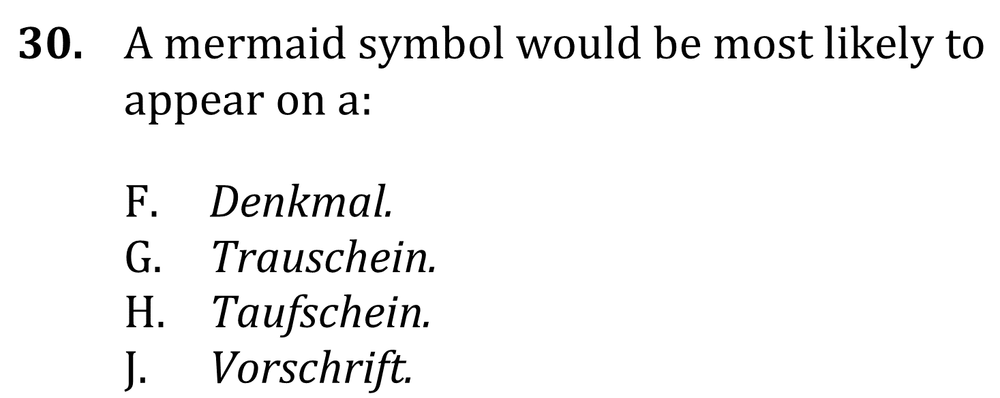 30. A mermaid symbol would be most likely to
appear on a:
F. Denkmal.
G. Trauschein.
H. Taufschein.
J. Vorschrift.